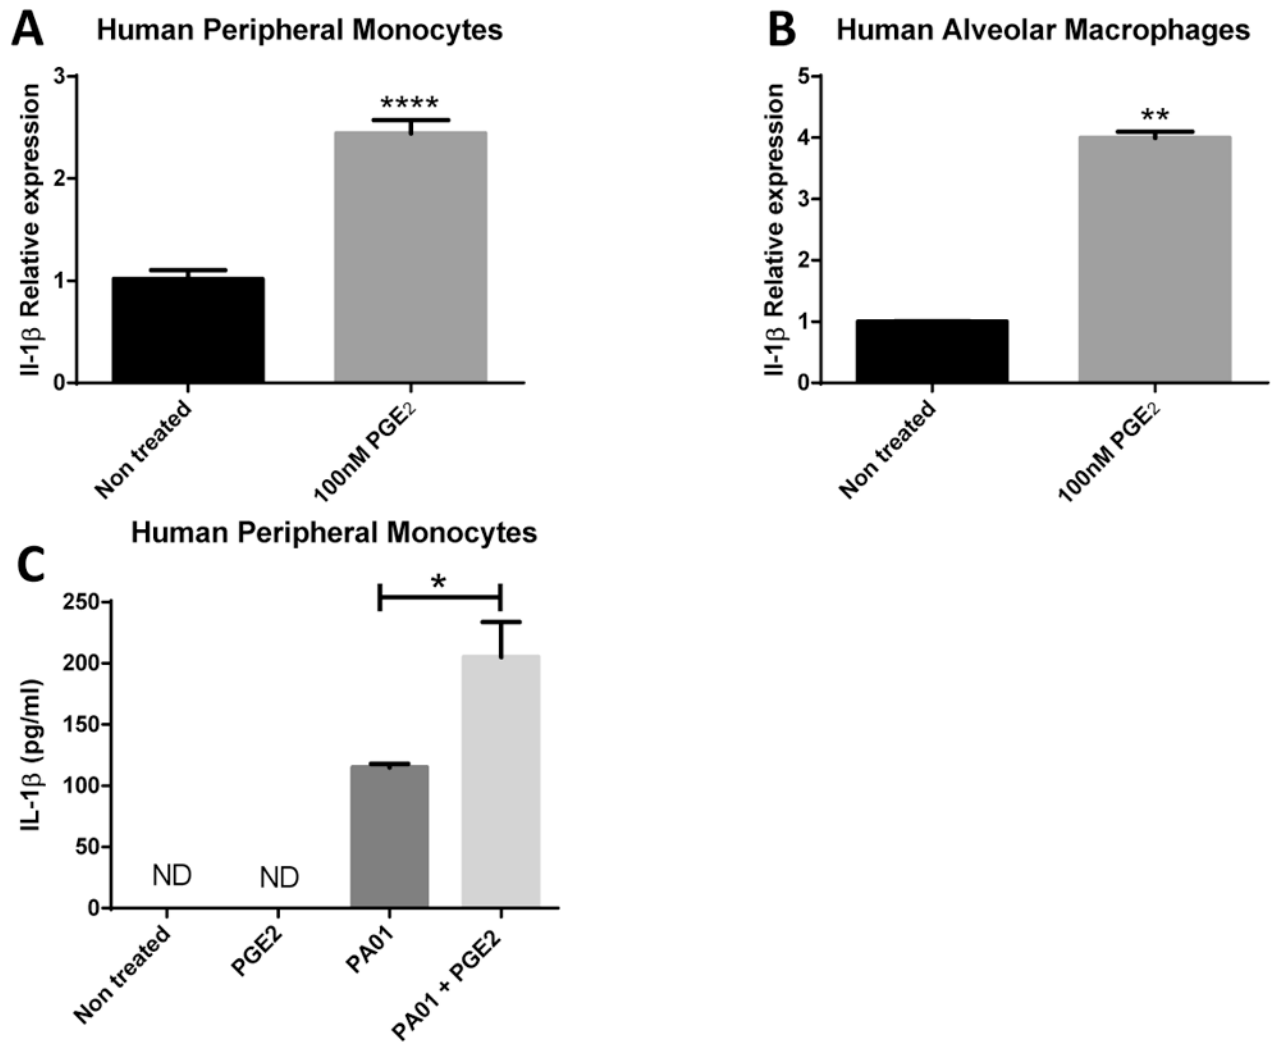 A
Human Peripheral Monocytes
Il-1β Relative expression
3
2
1
0
****
Non treated
100nM PGE₂
B
Human Alveolar Macrophages
Il-1β Relative expression
5
4
3
2
1
0
**
Non treated
100nM PGE₂
C
Human Peripheral Monocytes
IL-1β (pg/ml)
250
200
150
100
50
0
*
ND
ND
Non treated
PGE2
PA01
PA01 + PGE2